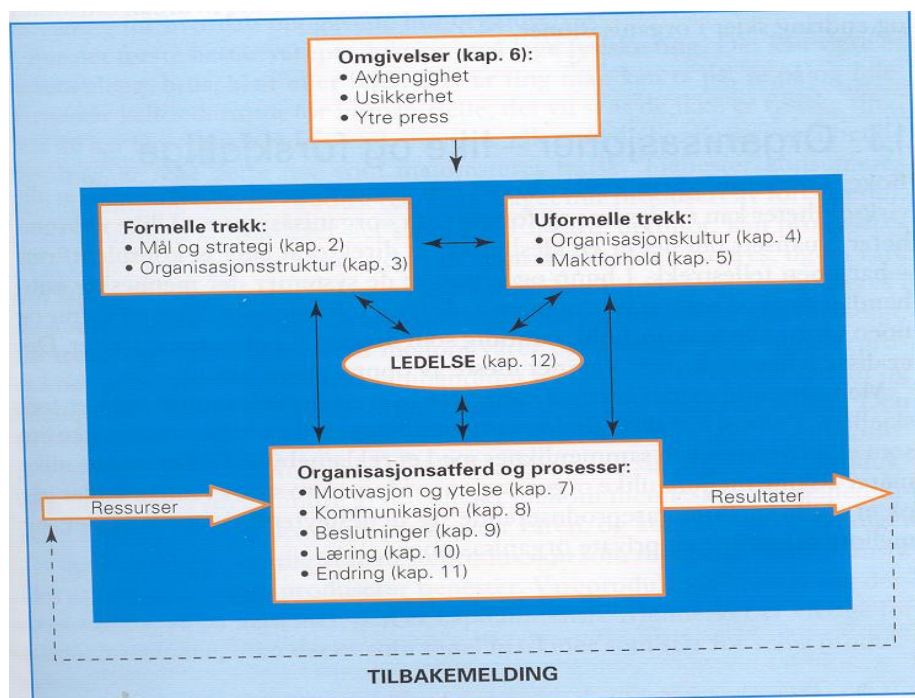 Omgivelser (kap. 6):
• Avhengighet
• Usikkerhet
• Ytre press
Formelle trekk:
• Mål og strategi (kap. 2)
• Organisasjonsstruktur (kap. 3)
Uformelle trekk:
• Organisasjonskultur (kap. 4)
• Maktforhold (kap. 5)
LEDELSE (kap. 12)
Organisasjonsatferd og prosesser:
• Motivasjon og ytelse (kap. 7)
• Kommunikasjon (kap. 8)
• Beslutninger (kap. 9)
• Læring (kap. 10)
• Endring (kap. 11)
Ressurser
Resultater
TILBAKEMELDING